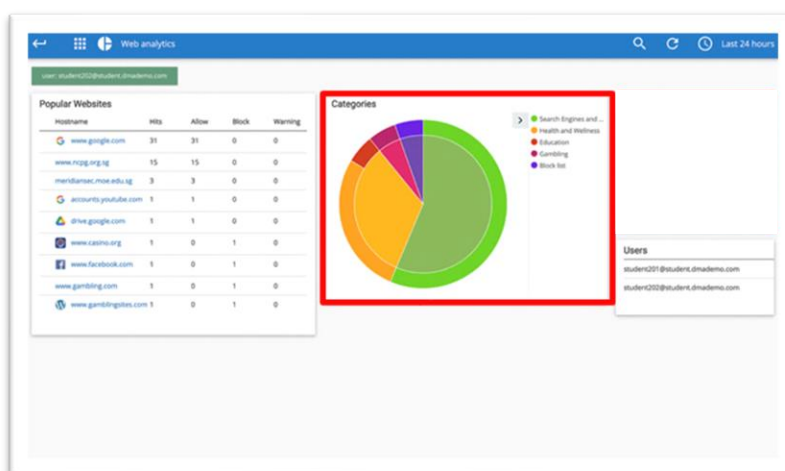 Web analytics
Last 24 hours
user: student202@student.dmademo.com
Popular Websites
Hostname Hits Allow Block Warning
www.google.com 31 31 0 0
www.ncpg.org.sg 15 15 0 0
meridiansec.moe.edu.sg 3 3 0 0
accounts.youtube.com 1 1 0 0
drive.google.com 1 1 0 0
www.casino.org 1 0 1 0
www.facebook.com 1 0 1 0
www.gambling.com 1 0 1 0
www.gamblingsites.com 1 0 1 0
Categories
Search Engines and ...
Health and Wellness
Education
Gambling
Block list
Users
student201@student.dmademo.com
student202@student.dmademo.com